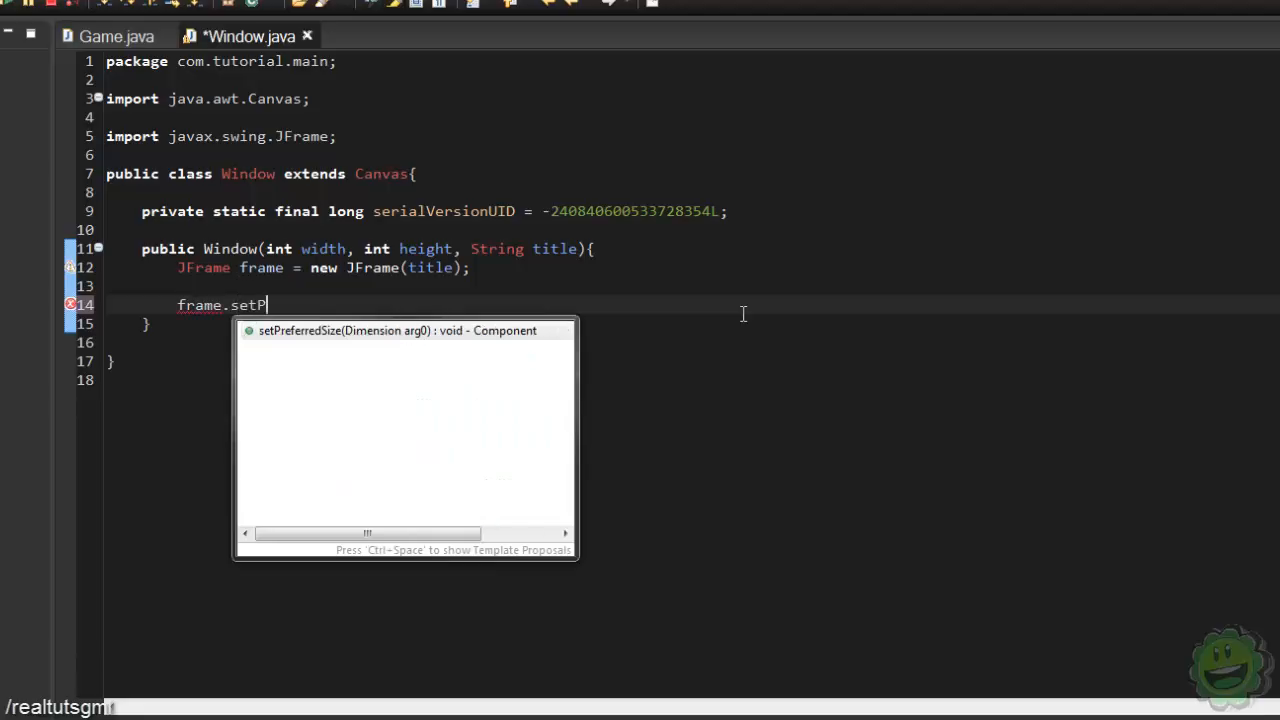 Game.java *Window.java
1 package com.tutorial.main;
2
3 import java.awt.Canvas;
4
5 import javax.swing.JFrame;
6
7 public class Window extends Canvas{
8
9 private static final long serialVersionUID = -240840600533728354L;
10
11 public Window(int width, int height, String title){
12 JFrame frame = new JFrame(title);
13
14 frame.setP
15 }
16
17 }
18
setPreferredSize(Dimension arg0) : void - Component
Press 'Ctrl+Space' to show Template Proposals
/realtutsgm